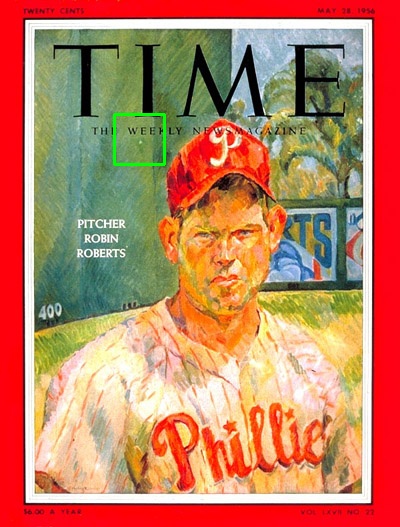 TWENTY CENTS MAY 28, 1956
TIME
THE WEEKLY NEWSMAGAZINE
PITCHER
ROBIN
ROBERTS
400
Phillie
$6.00 A YEAR VOL. LXVII NO. 22